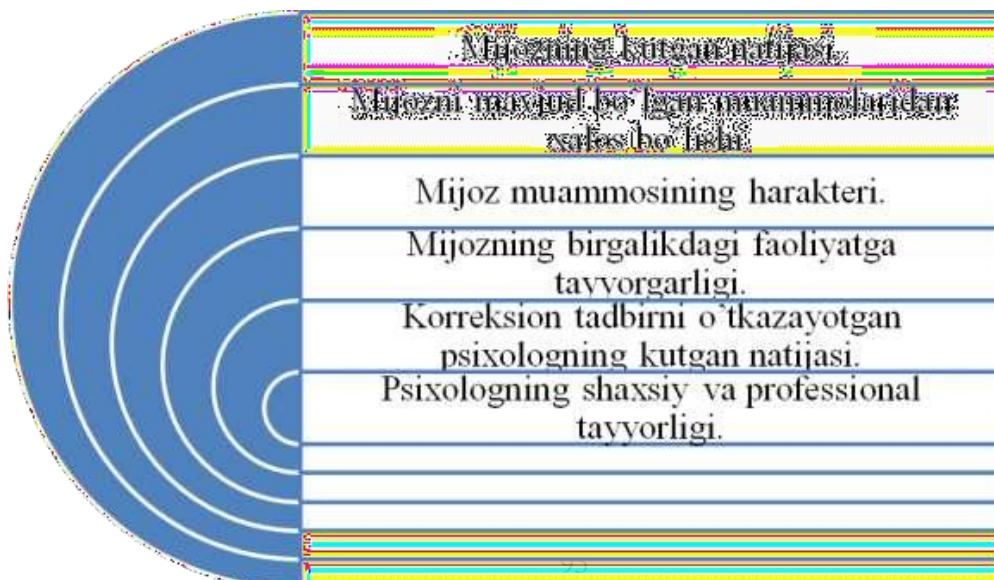 Mijozning kutgan natijasi.
Mijozni mavjud bo`lgan muammolaridan
xalos bo`lishi.
Mijoz muammosining harakteri.
Mijozning birgalikdagi faoliyatga
tayyorgarligi.
Korreksion tadbirni o`tkazayotgan
psixologning kutgan natijasi.
Psixologning shaxsiy va professional
tayyorligi.